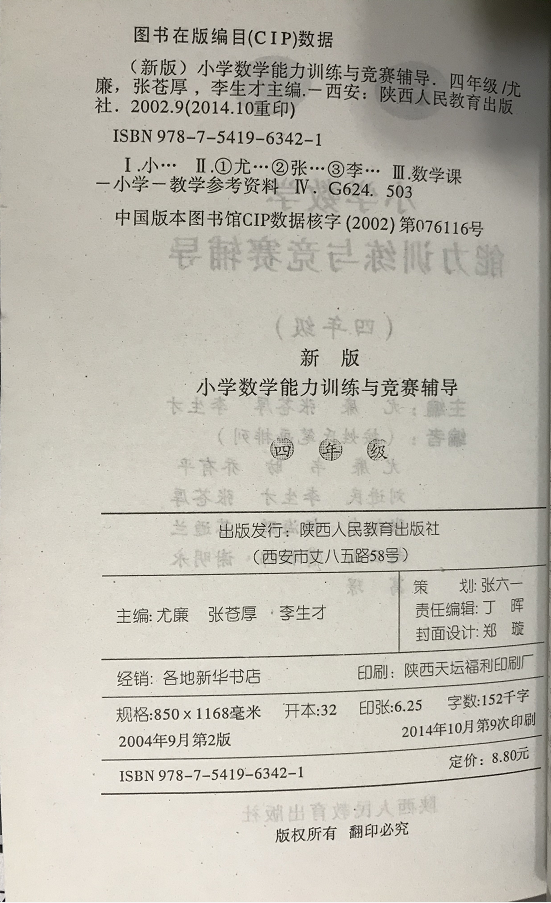 图书在版编目(CIP)数据
（新版）小学数学能力训练与竞赛辅导．四年级/尤
廉，张苍厚，李生才主编.－西安：陕西人民教育出版
社．2002.9(2014.10重印)
ISBN 978-7-5419-6342-1
Ⅰ.小… Ⅱ.①尤…②张…③李… Ⅲ.数学课
－小学－教学参考资料 Ⅳ．G624．503
中国版本图书馆CIP数据核字(2002)第076116号
新 版
小学数学能力训练与竞赛辅导
四 年 级
出版发行：陕西人民教育出版社
（西安市丈八五路58号）
主编：尤廉 张苍厚·李生才
策 划：张六一
责任编辑：丁 晖
封面设计：郑 璇
经销：各地新华书店
印刷：陕西天坛福利印刷厂
规格:850×1168毫米 开本:32 印张:6.25 字数:152千字
2004年9月第2版
2014年10月第9次印刷
ISBN 978-7-5419-6342-1
定价：8.80元
版权所有 翻印必究